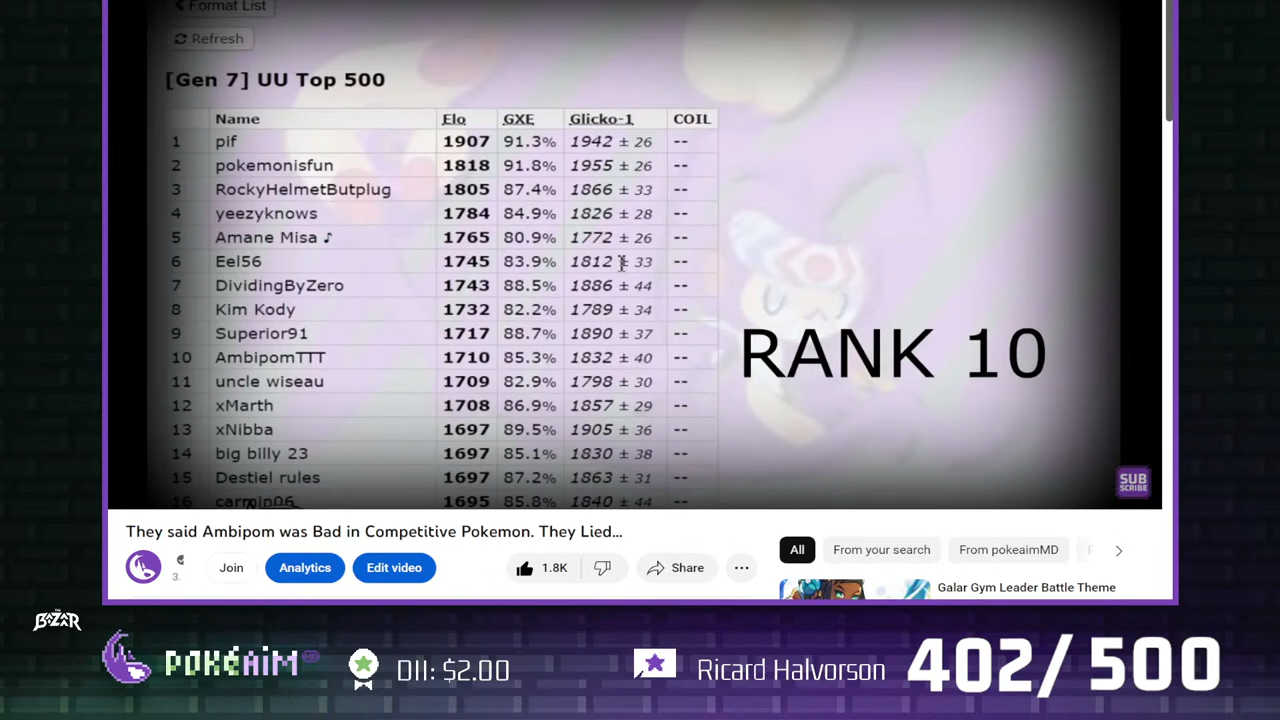 Format List
Refresh
[Gen 7] UU Top 500
Name Elo GXE Glicko-1 COIL
1 pif 1907 91.3% 1942 ± 26 --
2 pokemonisfun 1818 91.8% 1955 ± 26 --
3 RockyHelmetButplug 1805 87.4% 1866 ± 33 --
4 yeezyknows 1784 84.9% 1826 ± 28 --
5 Amane Misa ♪ 1765 80.9% 1772 ± 26 --
6 Eel56 1745 83.9% 1812 ± 33 --
7 DividingByZero 1743 88.5% 1886 ± 44 --
8 Kim Kody 1732 82.2% 1789 ± 34 --
9 Superior91 1717 88.7% 1890 ± 37 --
10 AmbipomTTT 1710 85.3% 1832 ± 40 --
11 uncle wiseau 1709 82.9% 1798 ± 30 --
12 xMarth 1708 86.9% 1857 ± 29 --
13 xNibba 1697 89.5% 1905 ± 36 --
14 big billy 23 1697 85.1% 1830 ± 38 --
15 Destiel rules 1697 87.2% 1863 ± 31 --
16 carmip06 1695 85.8% 1840 ± 44 --
RANK 10
SUB
SCRIBE
They said Ambipom was Bad in Competitive Pokemon. They Lied...
3. Join Analytics Edit video 1.8K Share
All From your search From pokeaimMD
Galar Gym Leader Battle Theme
THE
BAZAR
POKéAIM MD DII: $2.00 Ricard Halvorson 402/500